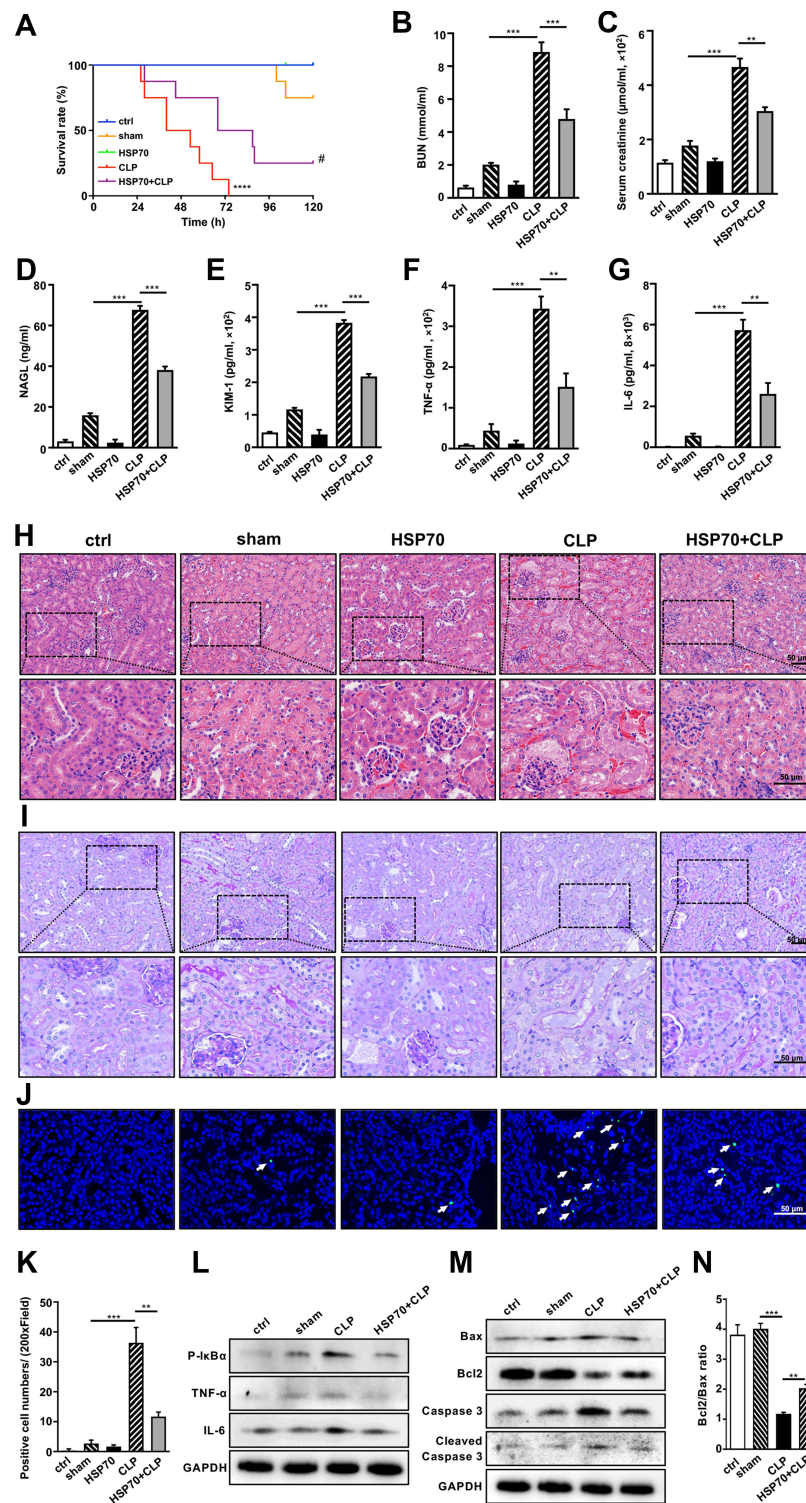 A
Survival rate (%)
100
50
0
ctrl
sham
HSP70
CLP
HSP70+CLP
#
****
0 24 48 72 96 120
Time (h)
B
BUN (mmol/ml)
10
8
6
4
2
0
***
***
ctrl sham HSP70 CLP HSP70+CLP
C
Serum creatinine (μmol/ml, ×10²)
6
4
2
0
***
**
ctrl sham HSP70 CLP HSP70+CLP
D
NAGL (ng/ml)
80
60
40
20
0
***
***
ctrl sham HSP70 CLP HSP70+CLP
E
KIM-1 (pg/ml, ×10²)
5
4
3
2
1
0
***
***
ctrl sham HSP70 CLP HSP70+CLP
F
TNF-α (pg/ml , ×10²)
4
3
2
1
0
***
**
ctrl sham HSP70 CLP HSP70+CLP
G
IL-6 (pg/ml, 8×10³)
8
6
4
2
0
***
**
ctrl sham HSP70 CLP HSP70+CLP
H
ctrl sham HSP70 CLP HSP70+CLP
50 μm
50 μm
I
50 μm
50 μm
J
50 μm
K
Positive cell numbers/ (200xField)
50
40
30
20
10
0
***
**
ctrl sham HSP70 CLP HSP70+CLP
L
ctrl sham CLP HSP70+CLP
P-IκBα
TNF-α
IL-6
GAPDH
M
ctrl sham CLP HSP70+CLP
Bax
Bcl2
Caspase 3
Cleaved
Caspase 3
GAPDH
N
Bcl2/Bax ratio
5
4
3
2
1
0
***
**
ctrl sham CLP HSP70+CLP